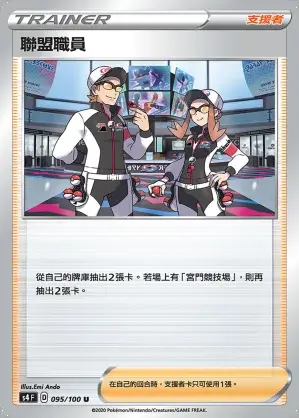 TRAINER 支援者
聯盟職員
從自己的牌庫抽出2張卡。若場上有「宮門競技場」,則再
抽出2張卡。
Illus.Emi Ando
S4 F D 095/100 U
在自己的回合時,支援者卡只可使用1張。
©2020 Pokémon/Nintendo/Creatures/GAME FREAK.